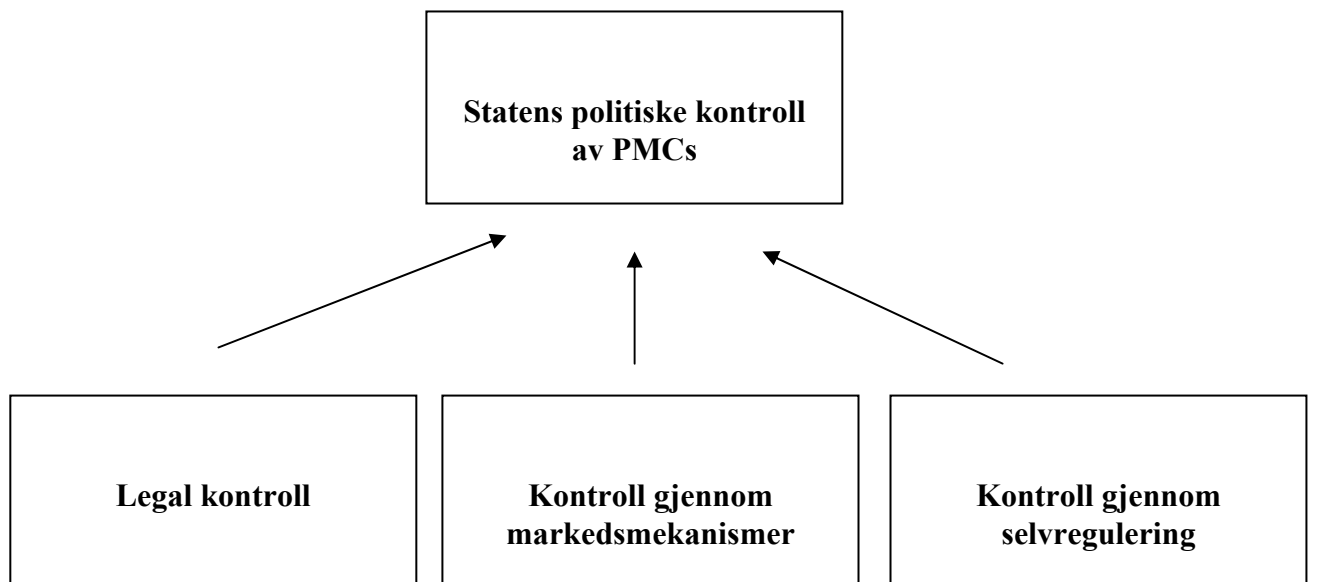 Statens politiske kontroll
av PMCs
Legal kontroll
Kontroll gjennom
markedsmekanismer
Kontroll gjennom
selvregulering